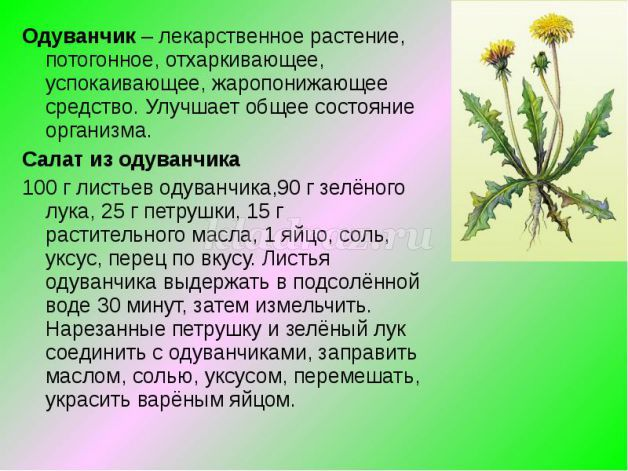 Одуванчик – лекарственное растение,
потогонное, отхаркивающее,
успокаивающее, жаропонижающее
средство. Улучшает общее состояние
организма.
Салат из одуванчика
100 г листьев одуванчика,90 г зелёного
лука, 25 г петрушки, 15 г
растительного масла, 1 яйцо, соль,
уксус, перец по вкусу. Листья
одуванчика выдержать в подсолённой
воде 30 минут, затем измельчить.
Нарезанные петрушку и зелёный лук
соединить с одуванчиками, заправить
маслом, солью, уксусом, перемешать,
украсить варёным яйцом.